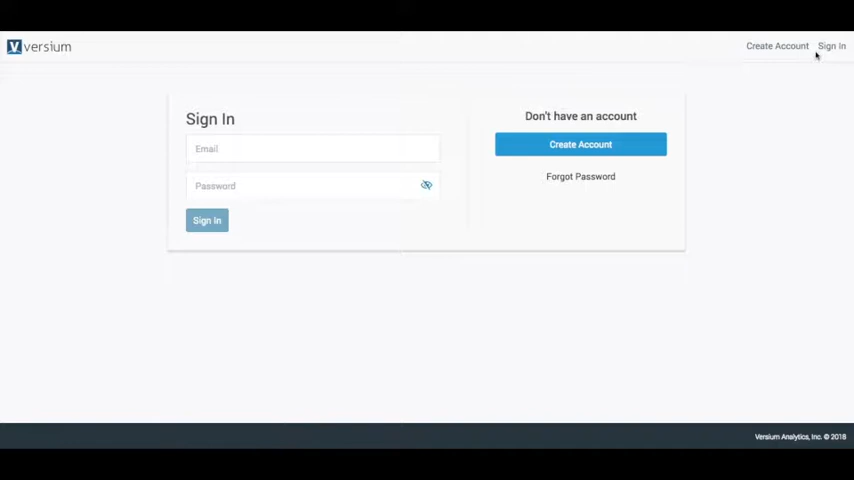 versium
Create Account Sign In
Sign In
Email
Password
Sign In
Don't have an account
Create Account
Forgot Password
Versium Analytics, Inc. © 2018